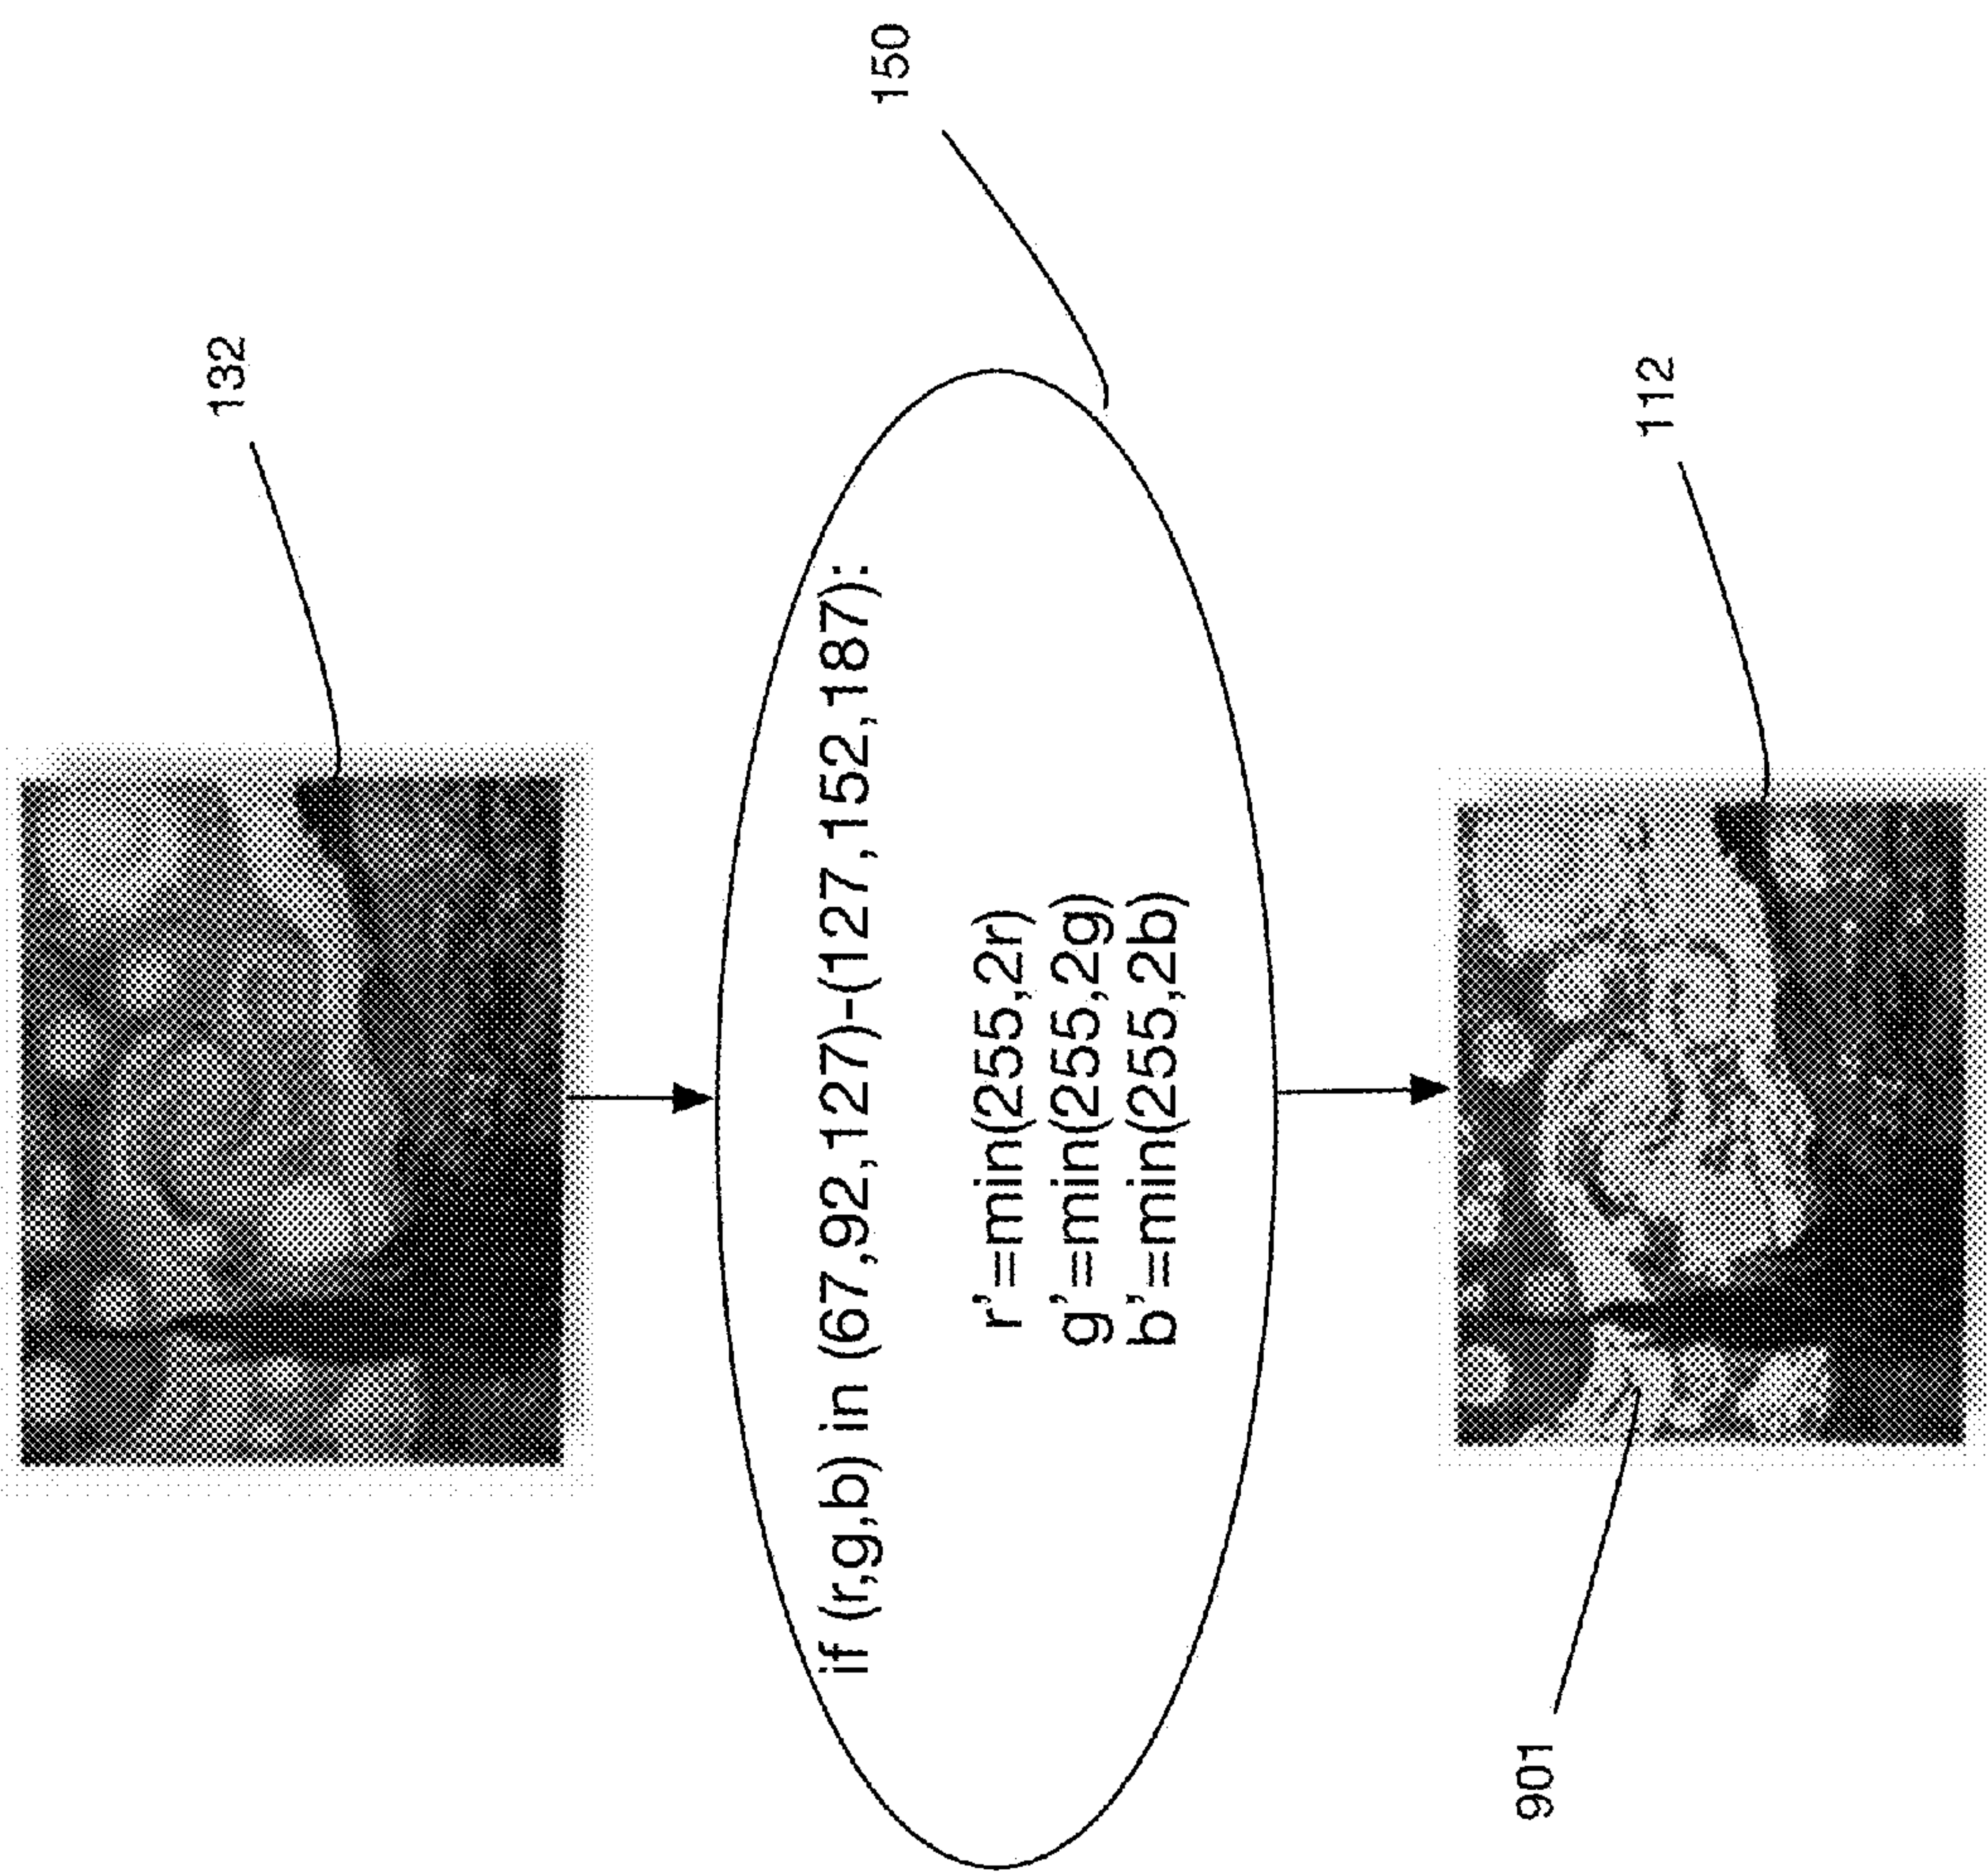 132
150
if (r,g,b) in (67,92,127)-(127,152,187):
r'=min(255,2r)
g'=min(255,2g)
b'=min(255,2b)
112
901